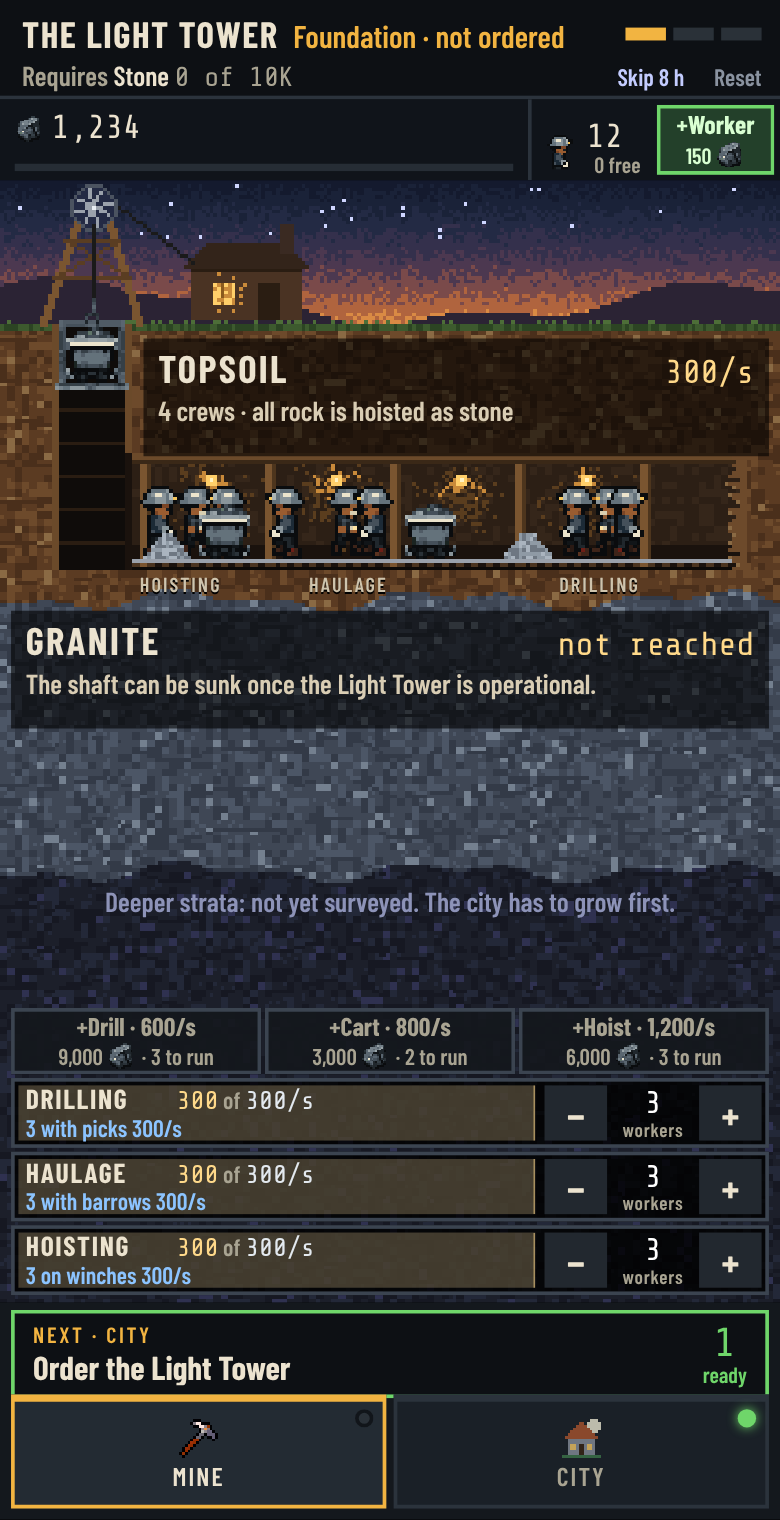 THE LIGHT TOWER Foundation · not ordered
Requires Stone 0 of 10K
Skip 8 h Reset
1,234
12
0 free
+Worker
150
TOPSOIL 300/s
4 crews · all rock is hoisted as stone
HOISTING HAULAGE DRILLING
GRANITE not reached
The shaft can be sunk once the Light Tower is operational.
Deeper strata: not yet surveyed. The city has to grow first.
+Drill · 600/s
9,000 · 3 to run
+Cart · 800/s
3,000 · 2 to run
+Hoist · 1,200/s
6,000 · 3 to run
DRILLING 300 of 300/s
3 with picks 300/s
− 3 +
workers
HAULAGE 300 of 300/s
3 with barrows 300/s
− 3 +
workers
HOISTING 300 of 300/s
3 on winches 300/s
− 3 +
workers
NEXT · CITY
Order the Light Tower
1
ready
MINE
CITY